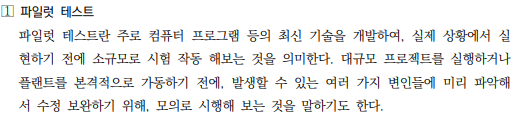 1 파일럿 테스트
파일럿 테스트란 주로 컴퓨터 프로그램 등의 최신 기술을 개발하여, 실제 상황에서 실
현하기 전에 소규모로 시험 작동 해보는 것을 의미한다. 대규모 프로젝트를 실행하거나
플랜트를 본격적으로 가동하기 전에, 발생할 수 있는 여러 가지 변인들에 미리 파악해
서 수정 보완하기 위해, 모의로 시행해 보는 것을 말하기도 한다.